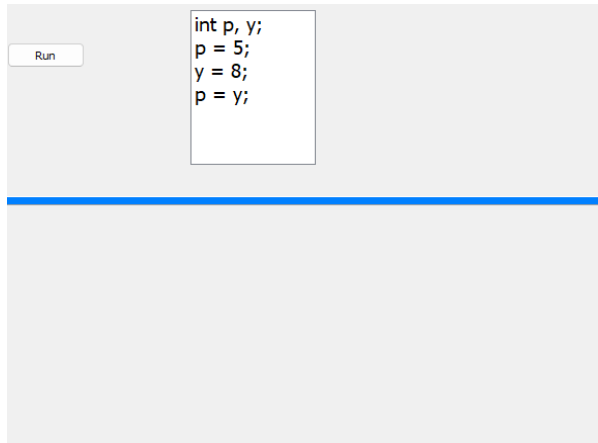 Run
int p, y;
p = 5;
y = 8;
p = y;